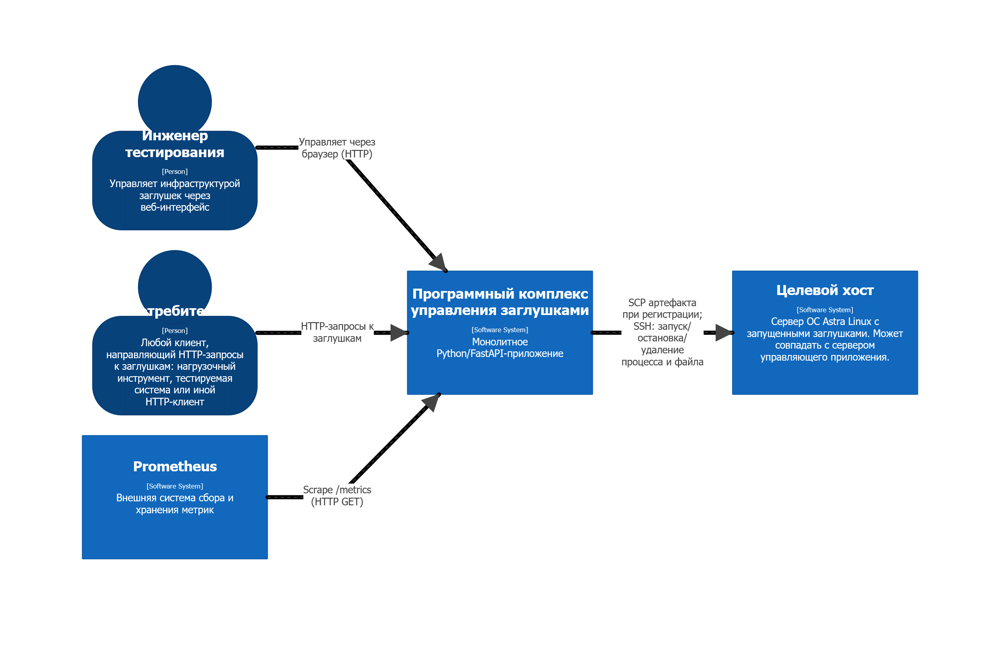 Инженер
тестирования
[Person]
Управляет инфраструктурой
заглушек через
веб-интерфейс
Управляет через
браузер (HTTP)
требите
[Person]
Любой клиент,
направляющий HTTP-запросы
к заглушкам: нагрузочный
инструмент, тестируемая
система или иной
HTTP-клиент
HTTP-запросы к
заглушкам
Программный комплекс
управления заглушками
[Software System]
Монолитное
Python/FastAPI-приложение
SCP артефакта
при регистрации;
SSH: запуск/
остановка/
удаление
процесса и файла
Целевой хост
[Software System]
Сервер ОС Astra Linux с
запущенными заглушками. Может
совпадать с сервером
управляющего приложения.
Prometheus
[Software System]
Внешняя система сбора и
хранения метрик
Scrape /metrics
(HTTP GET)